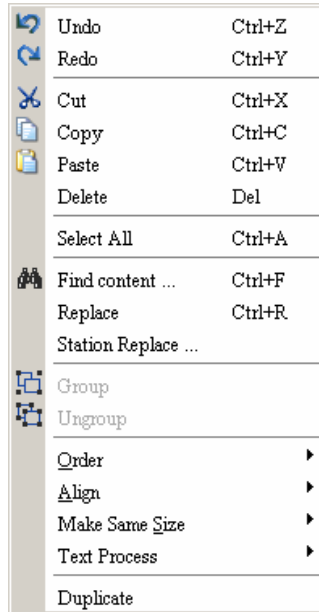 Undo Ctrl+Z
Redo Ctrl+Y
Cut Ctrl+X
Copy Ctrl+C
Paste Ctrl+V
Delete Del
Select All Ctrl+A
Find content ... Ctrl+F
Replace Ctrl+R
Station Replace ...
Group
Ungroup
Order
Align
Make Same Size
Text Process
Duplicate